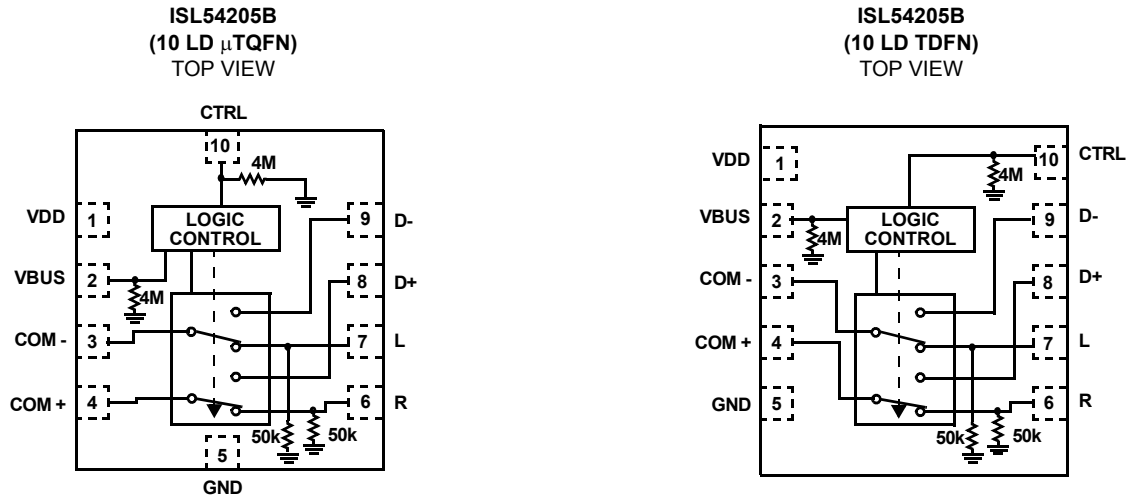 ISL54205B
(10 LD μTQFN)
TOP VIEW
CTRL
10
4M
VDD
1
LOGIC
CONTROL
9
D-
VBUS
2
4M
8
D+
COM -
3
7
L
COM +
4
6
R
50k
50k
5
GND
ISL54205B
(10 LD TDFN)
TOP VIEW
VDD
1
10
CTRL
4M
VBUS
2
4M
LOGIC
CONTROL
9
D-
COM -
3
8
D+
COM +
4
7
L
GND
5
6
R
50k
50k